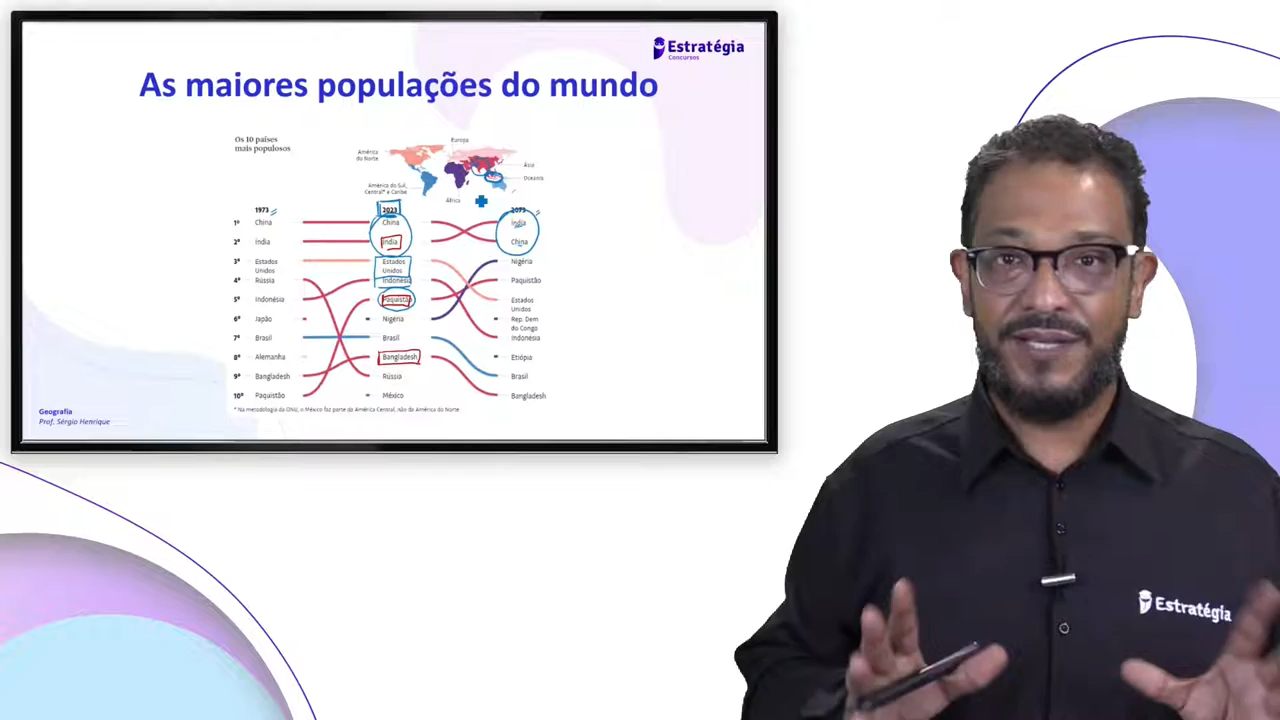 Estratégia
Concursos
As maiores populações do mundo
Os 10 países
mais populosos
Europa
América
do Norte
Ásia
Oceania
América do Sul,
Central* e Caribe
África
1973 2023 2073
1º China China Índia
2º Índia Índia China
3º Estados Unidos Estados Unidos Nigéria
4º Rússia Indonésia Paquistão
5º Indonésia Paquistão Estados Unidos
6º Japão Nigéria Rep. Dem do Congo
7º Brasil Brasil Indonésia
8º Alemanha Bangladesh Etiópia
9º Bangladesh Rússia Brasil
10º Paquistão México Bangladesh
* Na metodologia da ONU, o México faz parte da América Central, não da América do Norte
Geografia
Prof. Sérgio Henrique
Estratégia